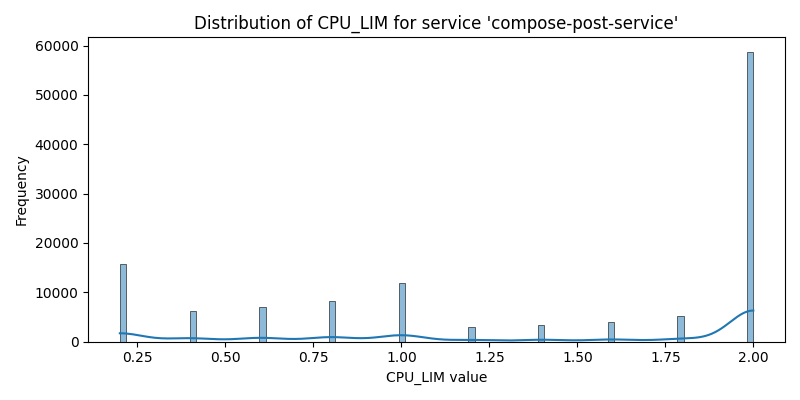 Distribution of CPU_LIM for service 'compose-post-service'
Frequency
60000
50000
40000
30000
20000
10000
0
0.25 0.50 0.75 1.00 1.25 1.50 1.75 2.00
CPU_LIM value